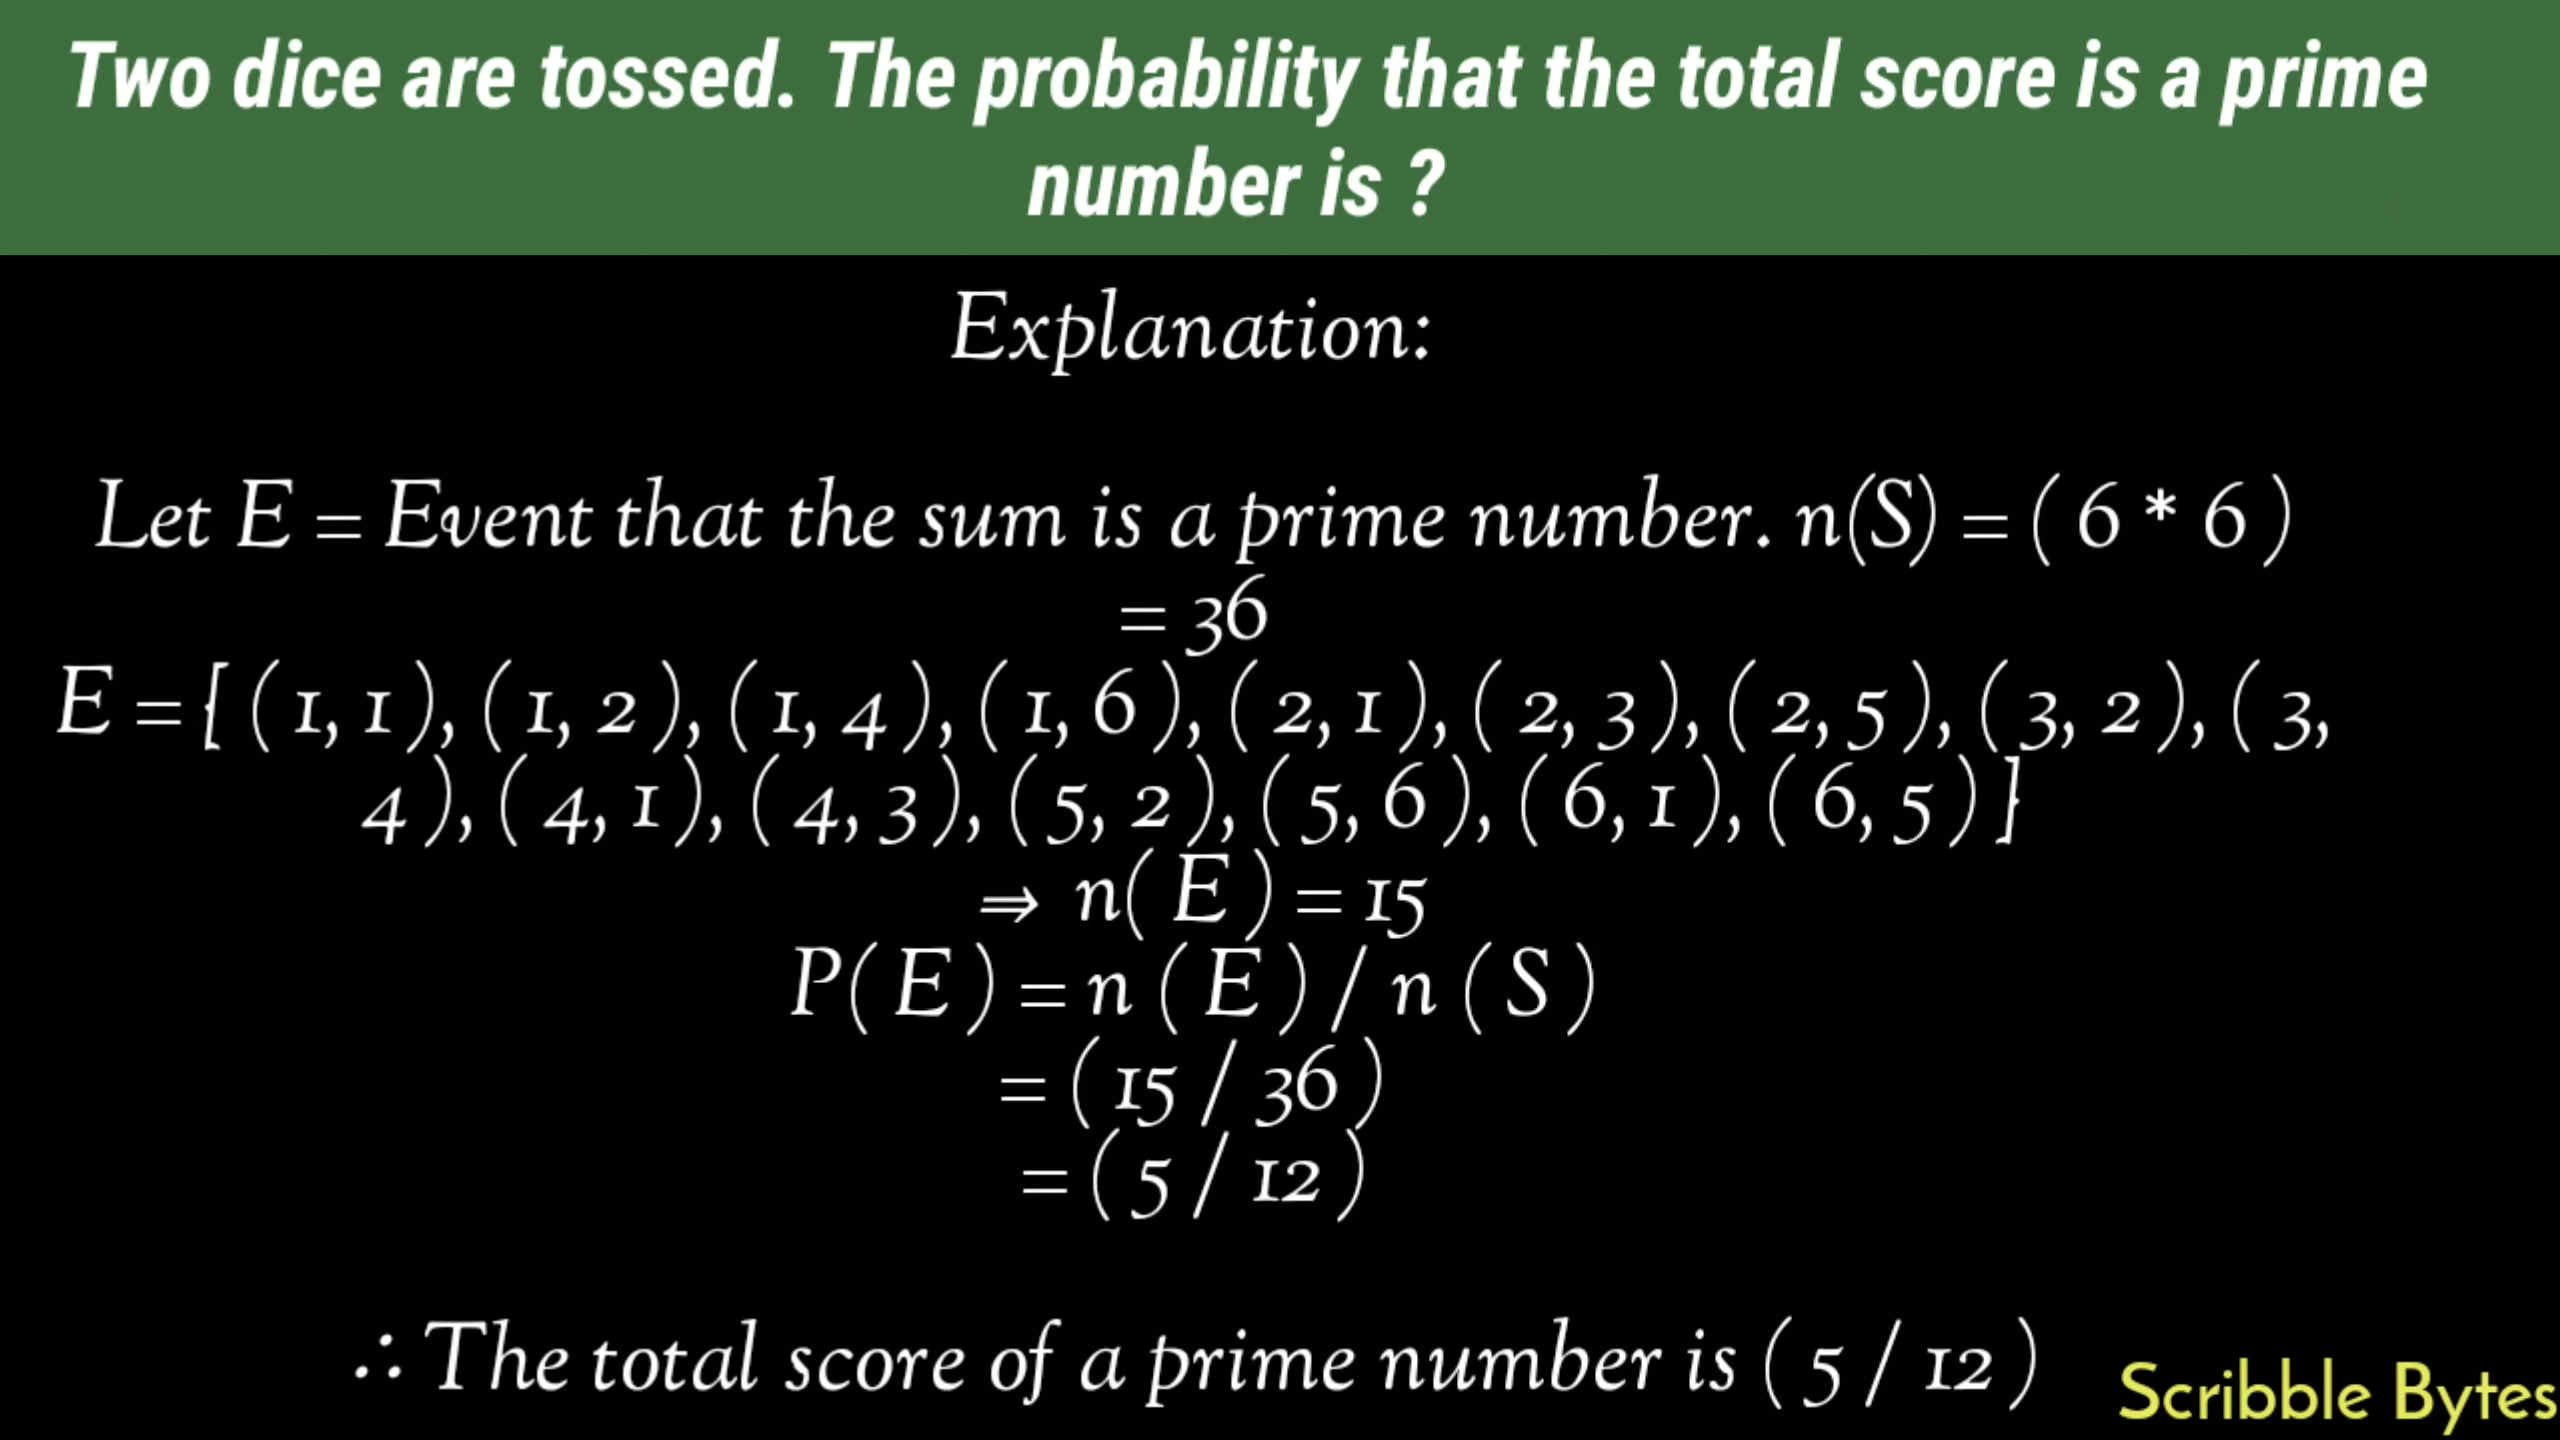 Two dice are tossed. The probability that the total score is a prime
number is ?
Explanation:
Let E = Event that the sum is a prime number. n(S) = ( 6 * 6 )
= 36
E = { ( 1, 1 ), ( 1, 2 ), ( 1, 4 ), ( 1, 6 ), ( 2, 1 ), ( 2, 3 ), ( 2, 5 ), ( 3, 2 ), ( 3,
4 ), ( 4, 1 ), ( 4, 3 ), ( 5, 2 ), ( 5, 6 ), ( 6, 1 ), ( 6, 5 ) }
⇒ n( E ) = 15
P( E ) = n ( E ) / n ( S )
= ( 15 / 36 )
= ( 5 / 12 )
∴ The total score of a prime number is ( 5 / 12 )
Scribble Bytes